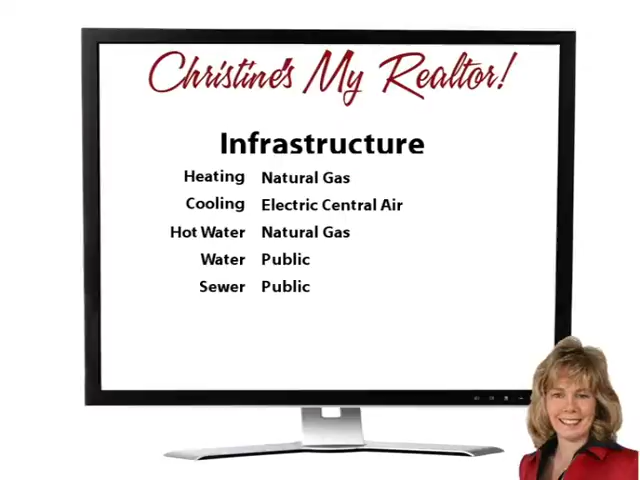 Christine's My Realtor!
Infrastructure
Heating Natural Gas
Cooling Electric Central Air
Hot Water Natural Gas
Water Public
Sewer Public